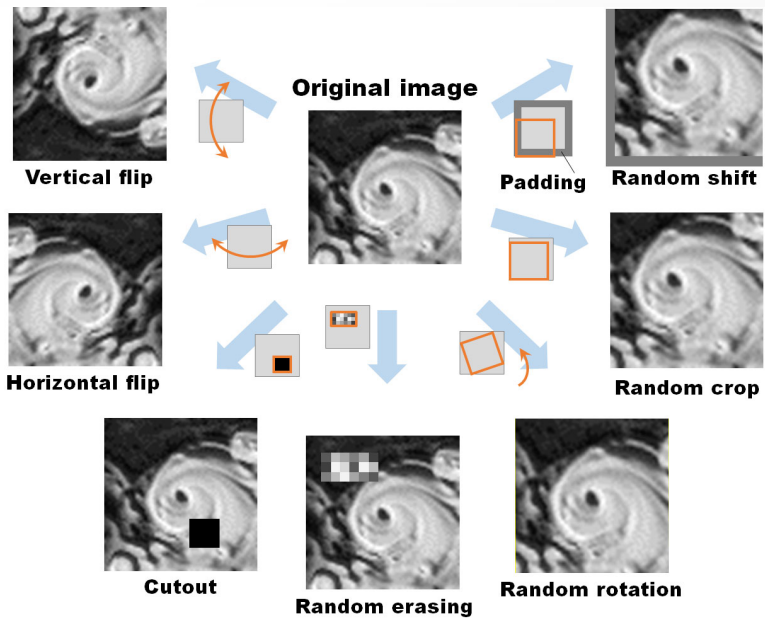 Original image
Vertical flip
Padding
Random shift
Horizontal flip
Random crop
Cutout
Random erasing
Random rotation